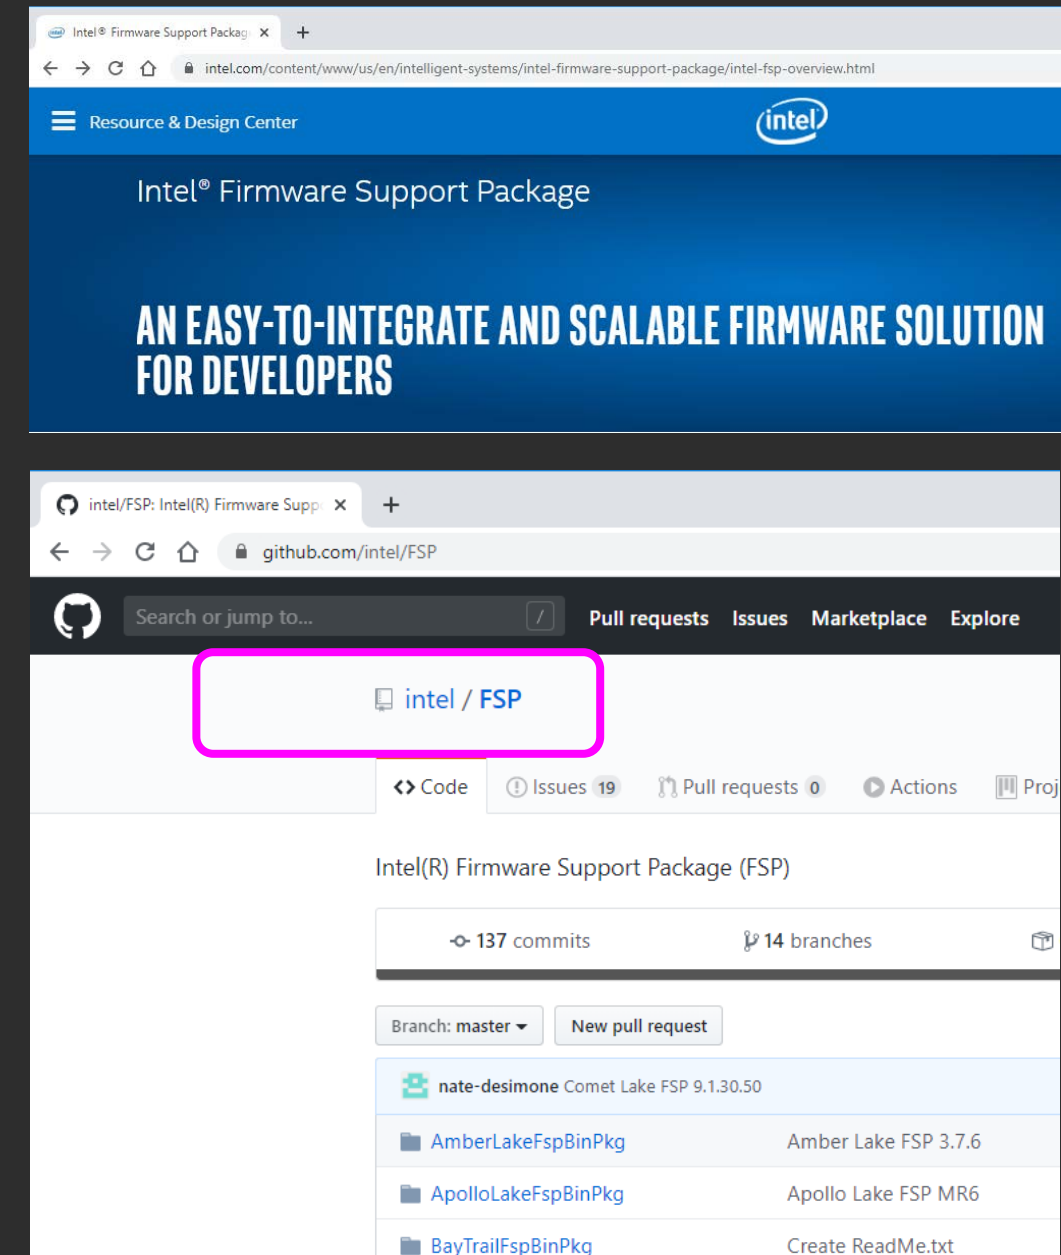 Intel® Firmware Support Packag
intel.com/content/www/us/en/intelligent-systems/intel-firmware-support-package/intel-fsp-overview.html
Resource & Design Center
intel
Intel® Firmware Support Package
AN EASY-TO-INTEGRATE AND SCALABLE FIRMWARE SOLUTION
FOR DEVELOPERS
intel/FSP: Intel(R) Firmware Supp
github.com/intel/FSP
Search or jump to... / Pull requests Issues Marketplace Explore
intel / FSP
<> Code Issues 19 Pull requests 0 Actions Proj
Intel(R) Firmware Support Package (FSP)
137 commits 14 branches
Branch: master New pull request
nate-desimone Comet Lake FSP 9.1.30.50
AmberLakeFspBinPkg Amber Lake FSP 3.7.6
ApolloLakeFspBinPkg Apollo Lake FSP MR6
BayTrailFspBinPkg Create ReadMe.txt